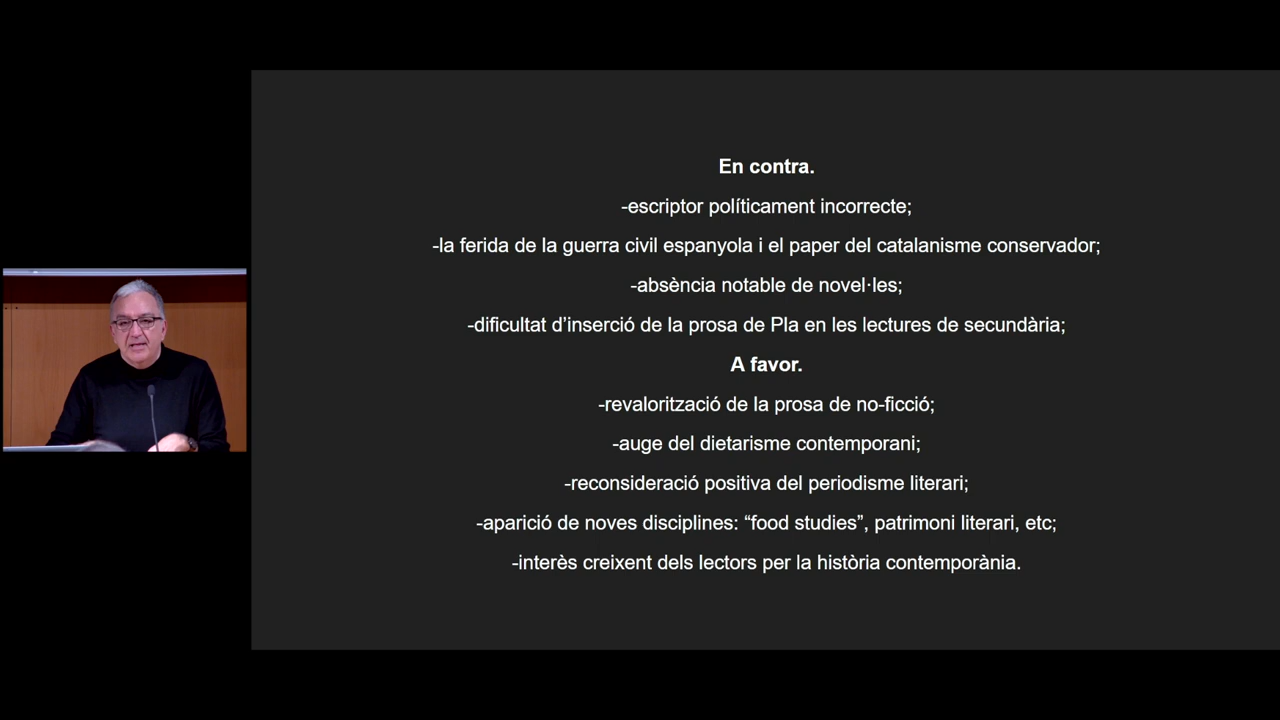 En contra.
-escriptor políticament incorrecte;
-la ferida de la guerra civil espanyola i el paper del catalanisme conservador;
-absència notable de novel·les;
-dificultat d’inserció de la prosa de Pla en les lectures de secundària;
A favor.
-revalorització de la prosa de no-ficció;
-auge del dietarisme contemporani;
-reconsideració positiva del periodisme literari;
-aparició de noves disciplines: “food studies”, patrimoni literari, etc;
-interès creixent dels lectors per la història contemporània.